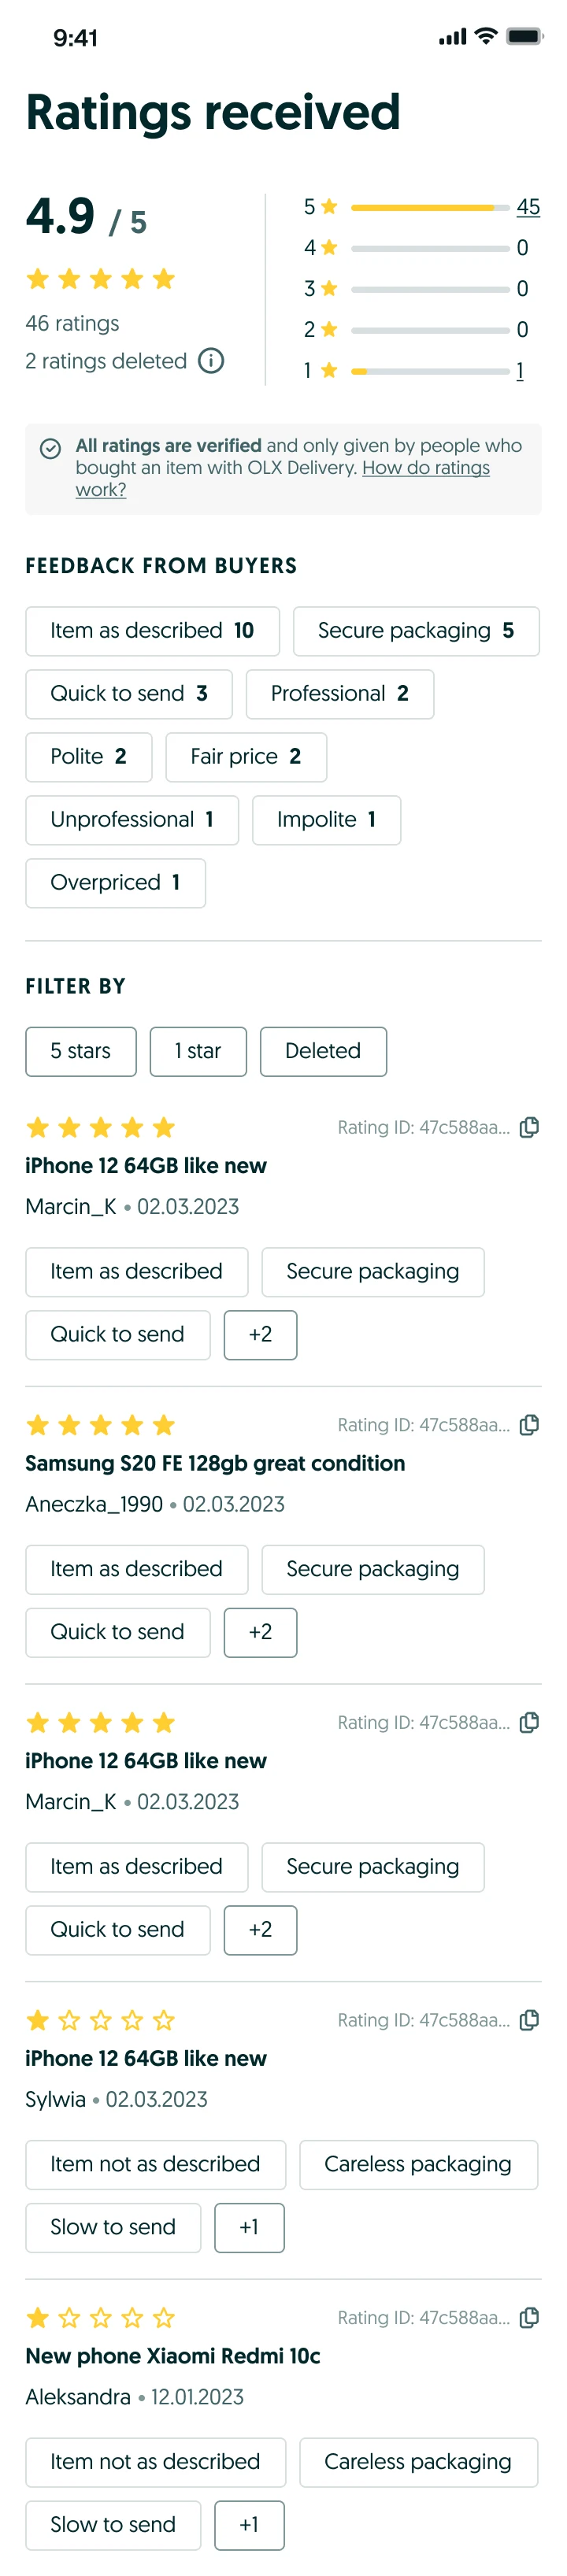 9:41
Ratings received
4.9 / 5
46 ratings
2 ratings deleted
5 45
4 0
3 0
2 0
1 1
All ratings are verified and only given by people who
bought an item with OLX Delivery. How do ratings
work?
FEEDBACK FROM BUYERS
Item as described 10 Secure packaging 5
Quick to send 3 Professional 2
Polite 2 Fair price 2
Unprofessional 1 Impolite 1
Overpriced 1
FILTER BY
5 stars 1 star Deleted
Rating ID: 47c588aa...
iPhone 12 64GB like new
Marcin_K • 02.03.2023
Item as described Secure packaging
Quick to send +2
Rating ID: 47c588aa...
Samsung S20 FE 128gb great condition
Aneczka_1990 • 02.03.2023
Item as described Secure packaging
Quick to send +2
Rating ID: 47c588aa...
iPhone 12 64GB like new
Marcin_K • 02.03.2023
Item as described Secure packaging
Quick to send +2
Rating ID: 47c588aa...
iPhone 12 64GB like new
Sylwia • 02.03.2023
Item not as described Careless packaging
Slow to send +1
Rating ID: 47c588aa...
New phone Xiaomi Redmi 10c
Aleksandra • 12.01.2023
Item not as described Careless packaging
Slow to send +1